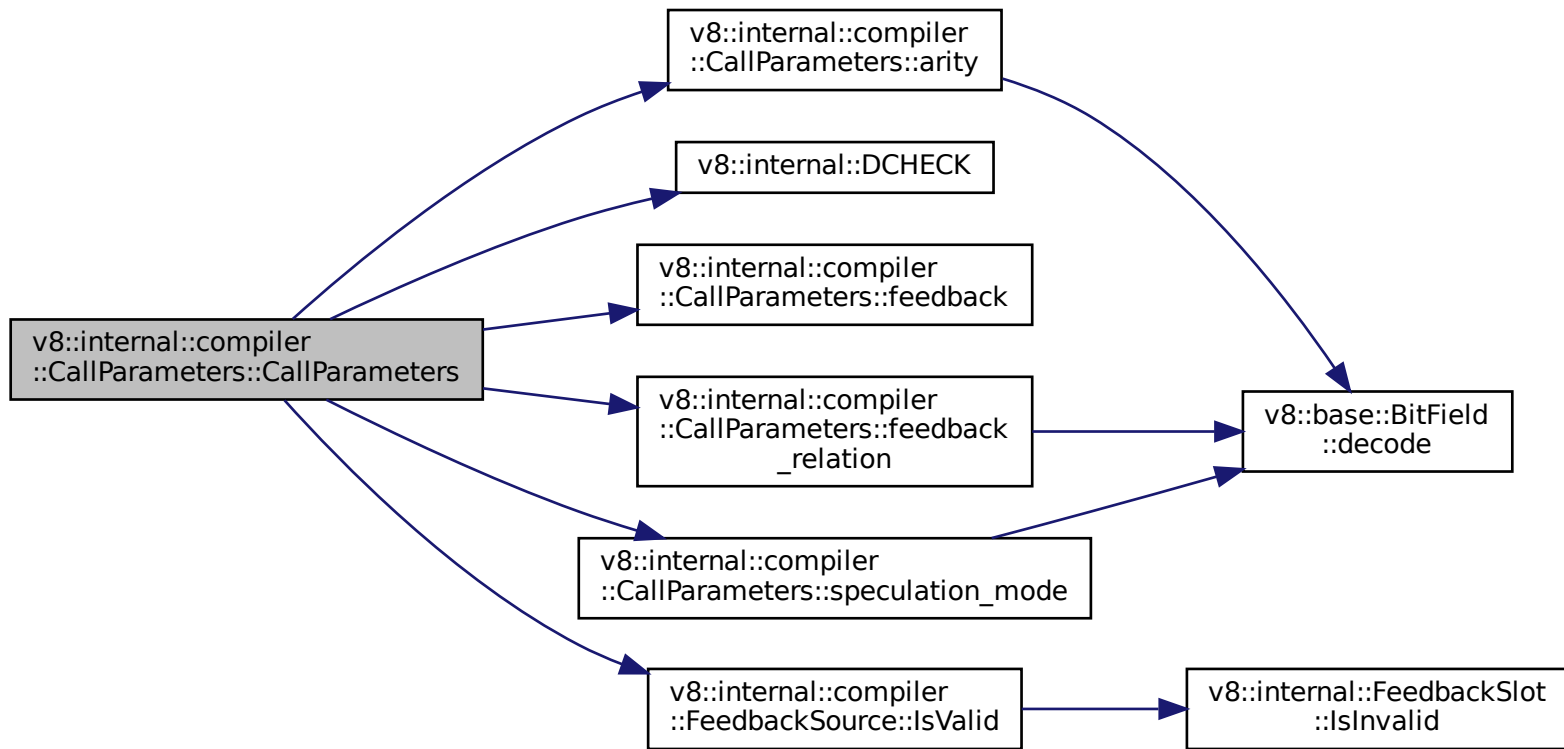 v8::internal::compiler
::CallParameters::arity
v8::internal::DCHECK
v8::internal::compiler
::CallParameters::feedback
v8::internal::compiler
::CallParameters::CallParameters
v8::internal::compiler
::CallParameters::feedback
_relation
v8::base::BitField
::decode
v8::internal::compiler
::CallParameters::speculation_mode
v8::internal::compiler
::FeedbackSource::IsValid
v8::internal::FeedbackSlot
::IsInvalid